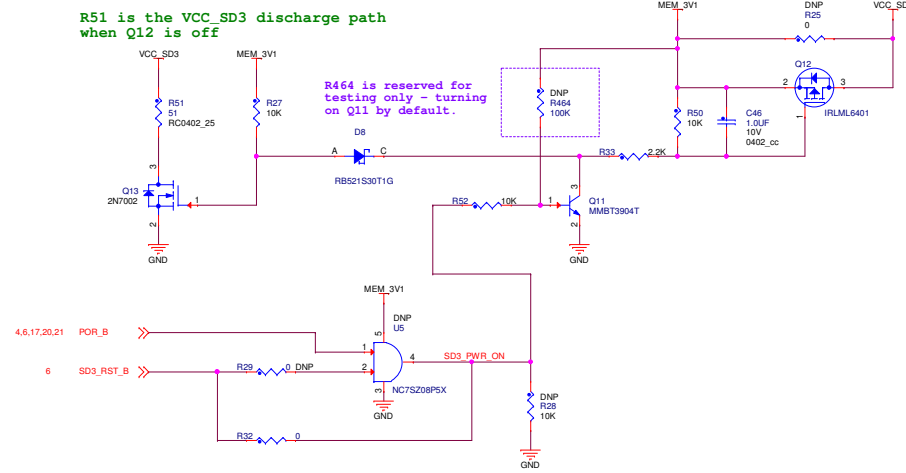 R51 is the VCC_SD3 discharge path
when Q12 is off
MEM_3V1
DNP
R25
0
VCC_SD
VCC_SD3
MEM_3V1
R464 is reserved for
testing only - turning
on Q11 by default.
DNP
R464
100K
Q12
2
3
1
IRLML6401
R51
51
RC0402_25
R27
10K
R50
10K
C46
1.0UF
10V
0402_cc
D8
A
C
RB521S30T1G
R33
2.2K
3
Q13
2N7002
1
2
GND
R52
10K
1
3
Q11
MMBT3904T
2
GND
MEM_3V1
DNP
U5
5
4,6,17,20,21 POR_B
1
4
SD3_PWR_ON
6 SD3_RST_B
R29
0 DNP
2
NC7SZ08P5X
3
GND
DNP
R28
10K
R32
0
GND